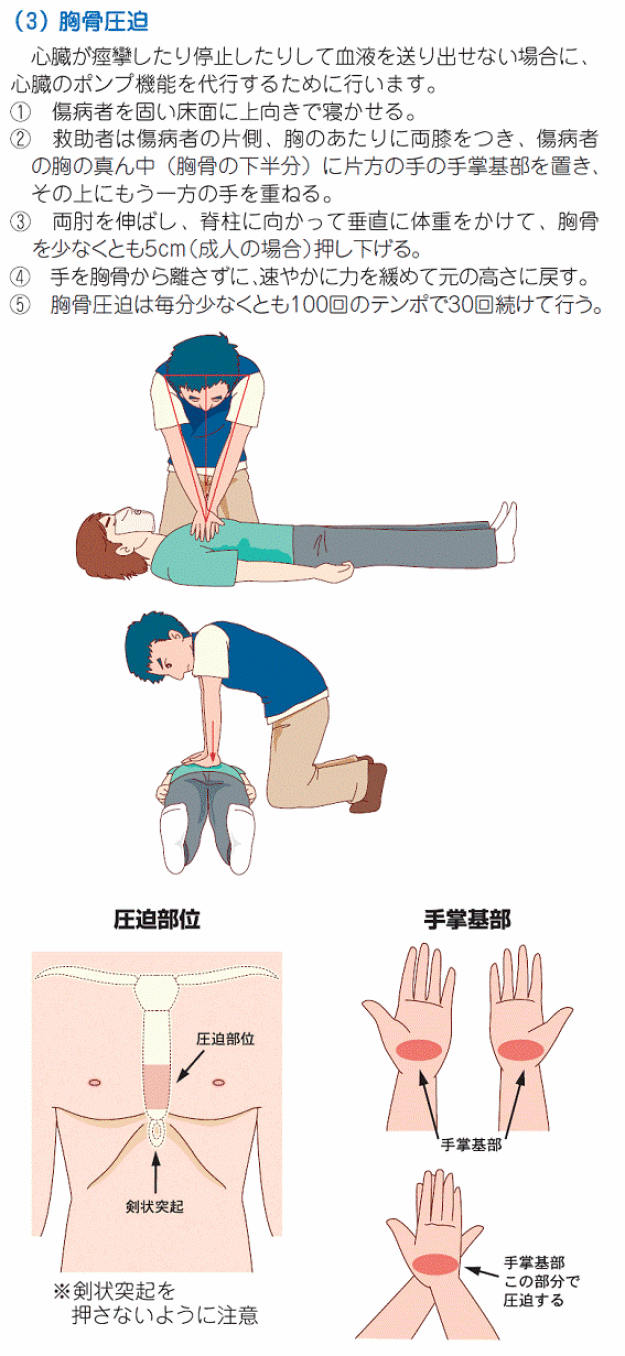 (3) 胸骨圧迫
心臓が痙攣したり停止したりして血液を送り出せない場合に、
心臓のポンプ機能を代行するために行います。
① 傷病者を固い床面に上向きで寝かせる。
② 救助者は傷病者の片側、胸のあたりに両膝をつき、傷病者
の胸の真ん中（胸骨の下半分）に片方の手の手掌基部を置き、
その上にもう一方の手を重ねる。
③ 両肘を伸ばし、脊柱に向かって垂直に体重をかけて、胸骨
を少なくとも5cm（成人の場合）押し下げる。
④ 手を胸骨から離さずに、速やかに力を緩めて元の高さに戻す。
⑤ 胸骨圧迫は毎分少なくとも100回のテンポで30回続けて行う。
圧迫部位
手掌基部
圧迫部位
剣状突起
※剣状突起を
押さないように注意
手掌基部
手掌基部
この部分で
圧迫する